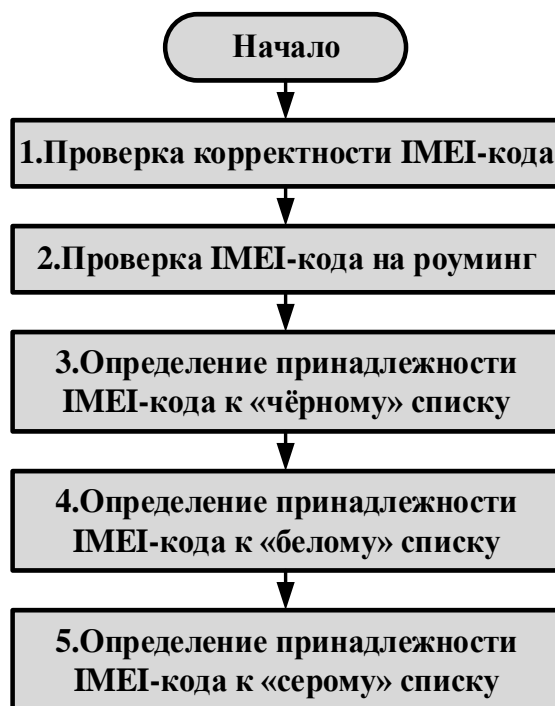 Начало
1.Проверка корректности IMEI-кода
2.Проверка IMEI-кода на роуминг
3.Определение принадлежности
IMEI-кода к «чёрному» списку
4.Определение принадлежности
IMEI-кода к «белому» списку
5.Определение принадлежности
IMEI-кода к «серому» списку